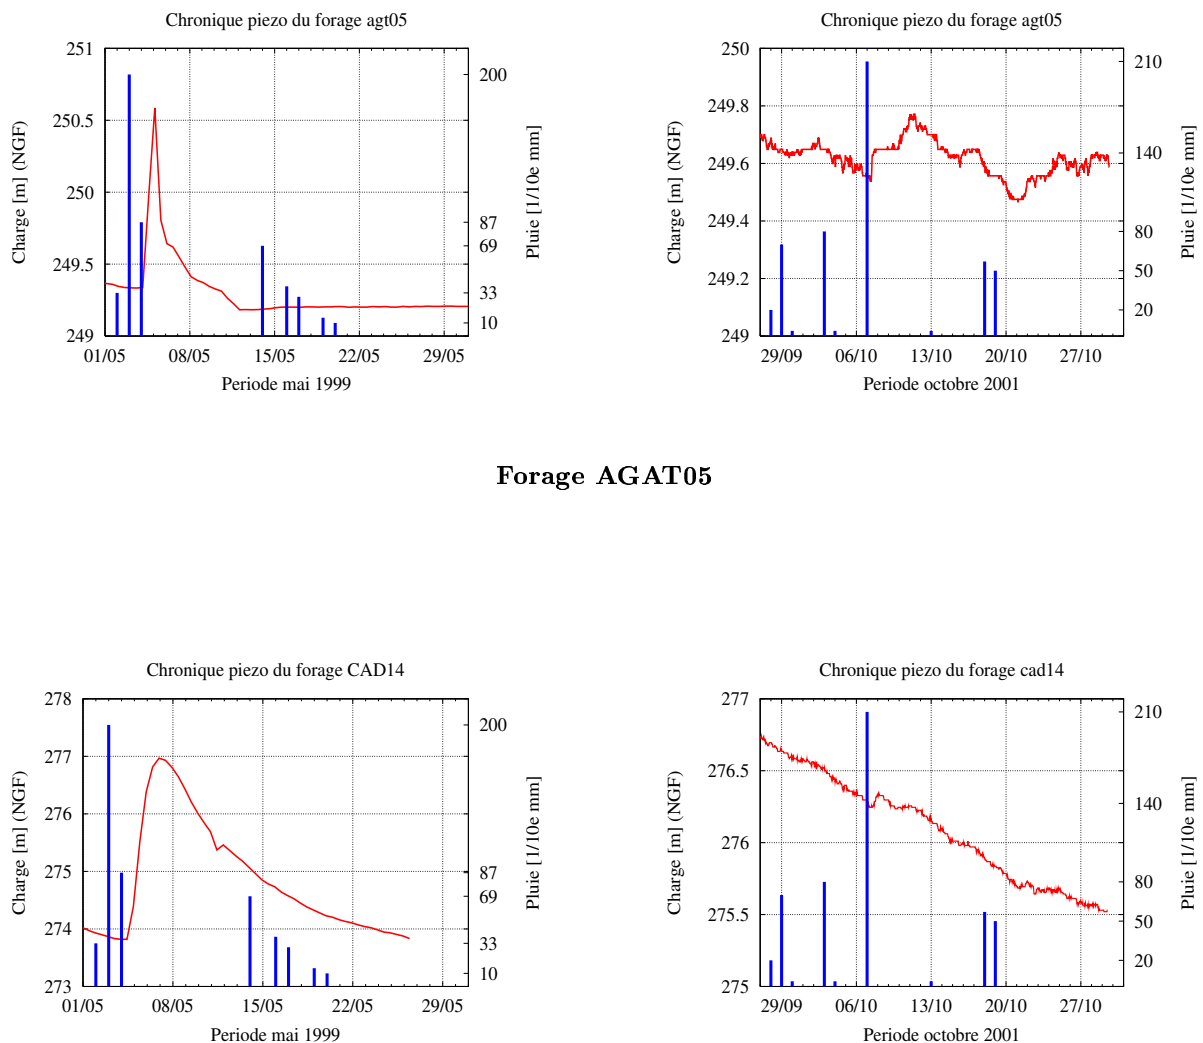 Chronique piezo du forage agt05
251
250.5
250
249.5
249
Charge [m] (NGF)
200
87
69
33
10
Pluie [1/10e mm]
01/05 08/05 15/05 22/05 29/05
Periode mai 1999
Chronique piezo du forage agt05
250
249.8
249.6
249.4
249.2
249
Charge [m] (NGF)
210
140
80
50
20
Pluie [1/10e mm]
29/09 06/10 13/10 20/10 27/10
Periode octobre 2001
Forage AGAT05
Chronique piezo du forage CAD14
278
277
276
275
274
273
Charge [m] (NGF)
200
87
69
33
10
Pluie [1/10e mm]
01/05 08/05 15/05 22/05 29/05
Periode mai 1999
Chronique piezo du forage cad14
277
276.5
276
275.5
275
Charge [m] (NGF)
210
140
80
50
20
Pluie [1/10e mm]
29/09 06/10 13/10 20/10 27/10
Periode octobre 2001